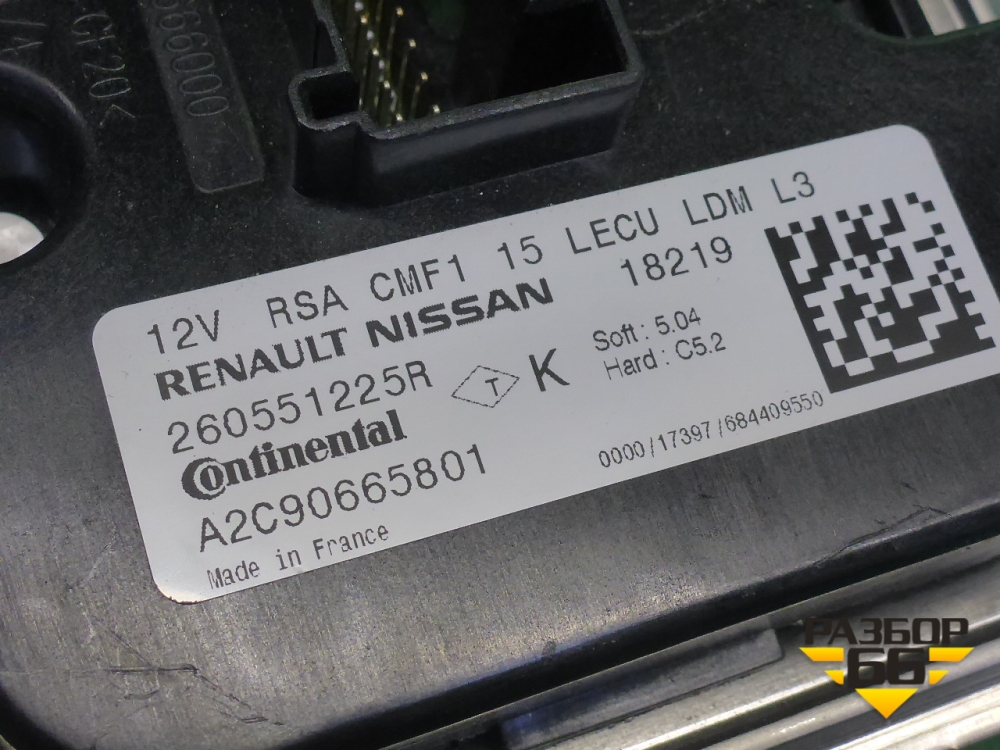 GF20<
66000
12V RSA CMF1 15 LECU LDM L3
RENAULT NISSAN 18219
260551225R T K Soft : 5.04
Hard : C5.2
Continental
A2C90665801 0000/17397/684409550
Made in France
РАЗБОР
66